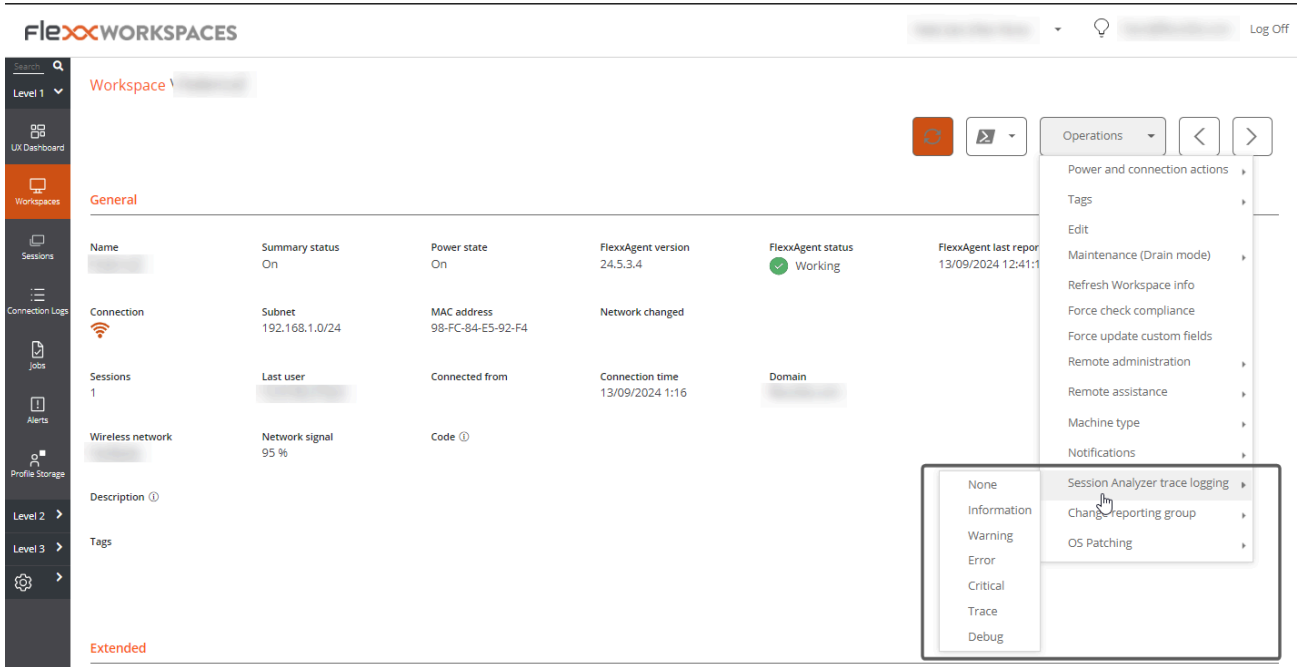 FlexxWORKSPACES
Log Off
Search
Level 1
UX Dashboard
Workspaces
Sessions
Connection Logs
Jobs
Alerts
Profile Storage
Level 2
Level 3
Workspace
Operations
General
Name
Summary status
On
Power state
On
FlexxAgent version
24.5.3.4
FlexxAgent status
Working
FlexxAgent last repor
13/09/2024 12:41:1
Connection
Subnet
192.168.1.0/24
MAC address
98-FC-84-E5-92-F4
Network changed
Sessions
1
Last user
Connected from
Connection time
13/09/2024 1:16
Domain
Wireless network
Network signal
95 %
Code
Description
Tags
Extended
Power and connection actions
Tags
Edit
Maintenance (Drain mode)
Refresh Workspace info
Force check compliance
Force update custom fields
Remote administration
Remote assistance
Machine type
Notifications
Session Analyzer trace logging
Change reporting group
OS Patching
None
Information
Warning
Error
Critical
Trace
Debug